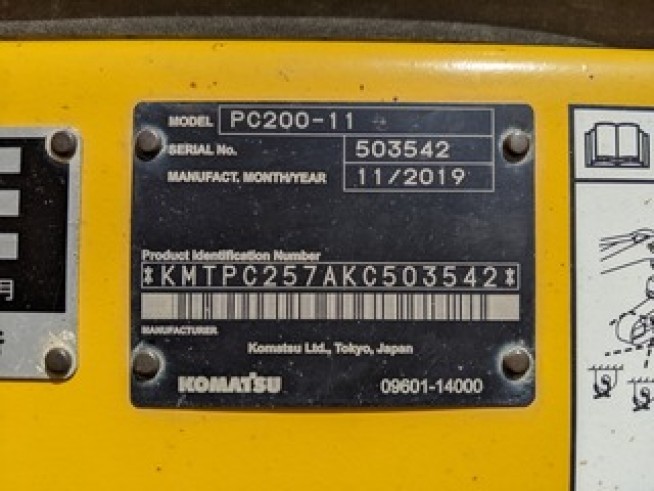 MODEL PC200-11
SERIAL No. 503542
MANUFACT. MONTH/YEAR 11/2019
Product Identification Number
*KMTPC257AKC503542*
MANUFACTURER
Komatsu Ltd., Tokyo, Japan
KOMATSU 09601-14000
月